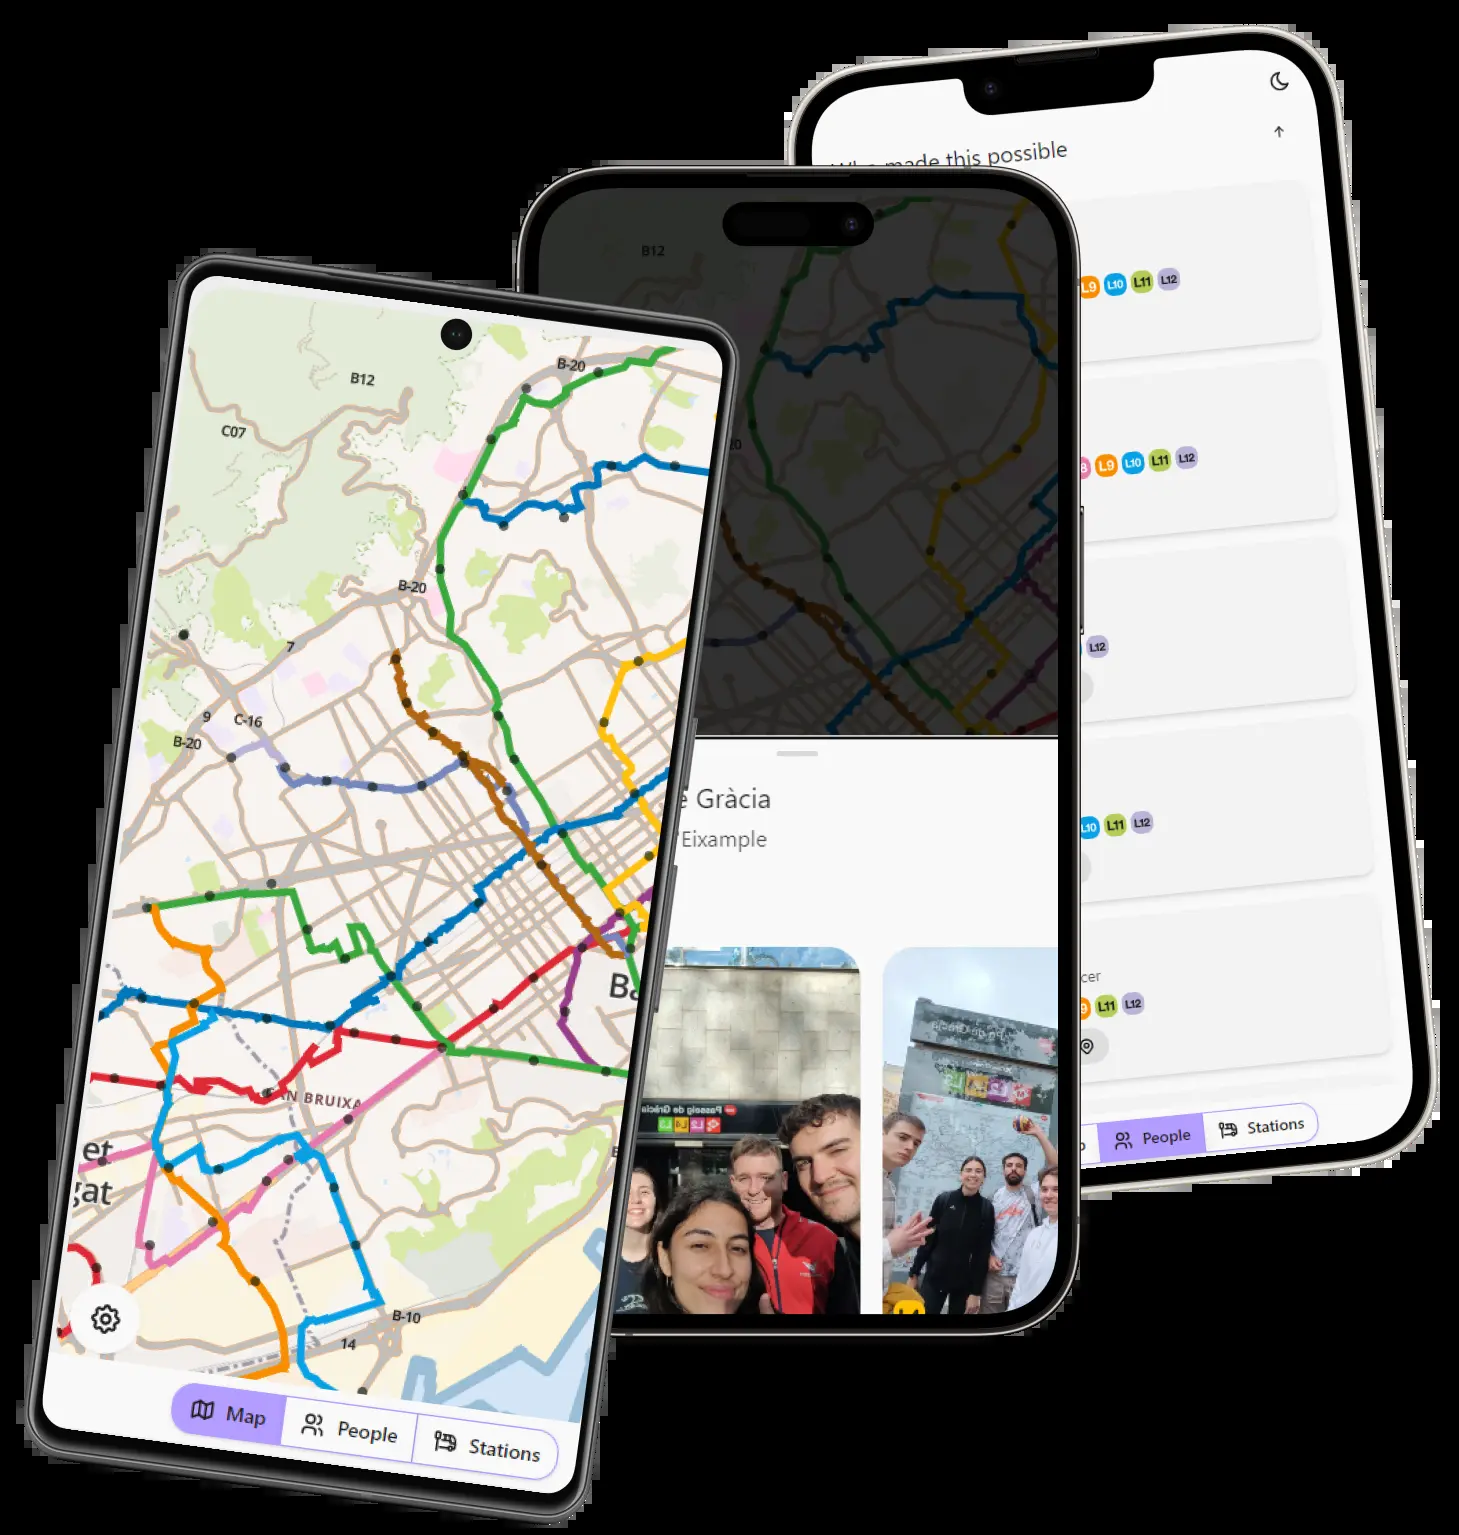 B12
C07
B-20
B-20
7
9
C-16
B-20
SAN BRUIXA
et
gat
B-10
14
Map
People
Stations
B12
20
Gràcia
Eixample
Passeig de Gràcia
Who made this possible
L9 L10 L11 L12
8 L9 L10 L11 L12
L12
L10 L11 L12
cer
9 L11 L12
People
Stations